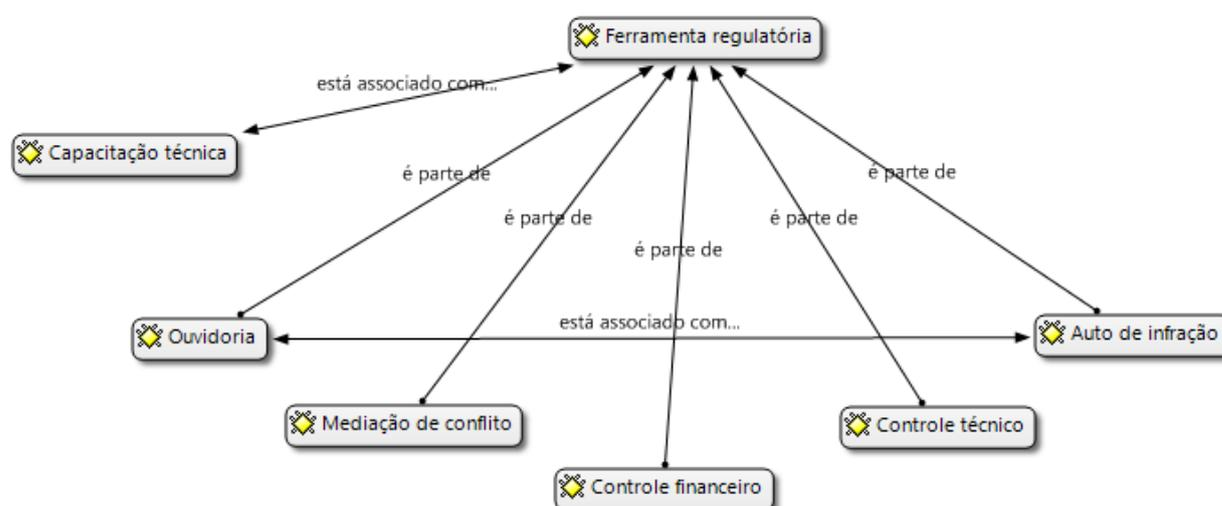 Ferramenta regulatória
está associado com...
Capacitação técnica
é parte de
é parte de
é parte de
é parte de
é parte de
está associado com...
Ouvidoria
Auto de infração
Mediação de conflito
Controle técnico
Controle financeiro